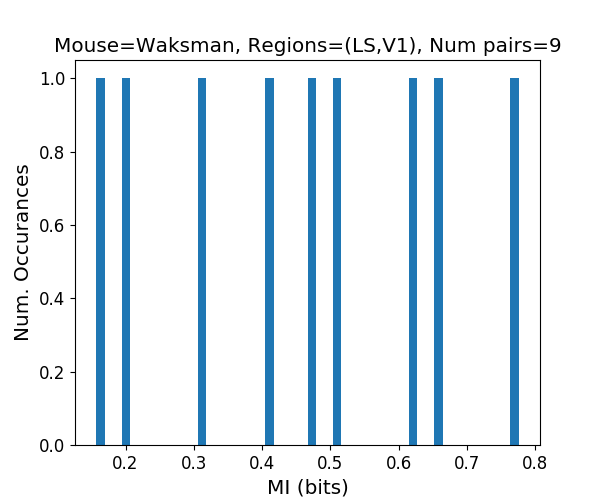 Mouse=Waksman, Regions=(LS,V1), Num pairs=9
Num. Occurances
1.0
0.8
0.6
0.4
0.2
0.0
0.2 0.3 0.4 0.5 0.6 0.7 0.8
MI (bits)